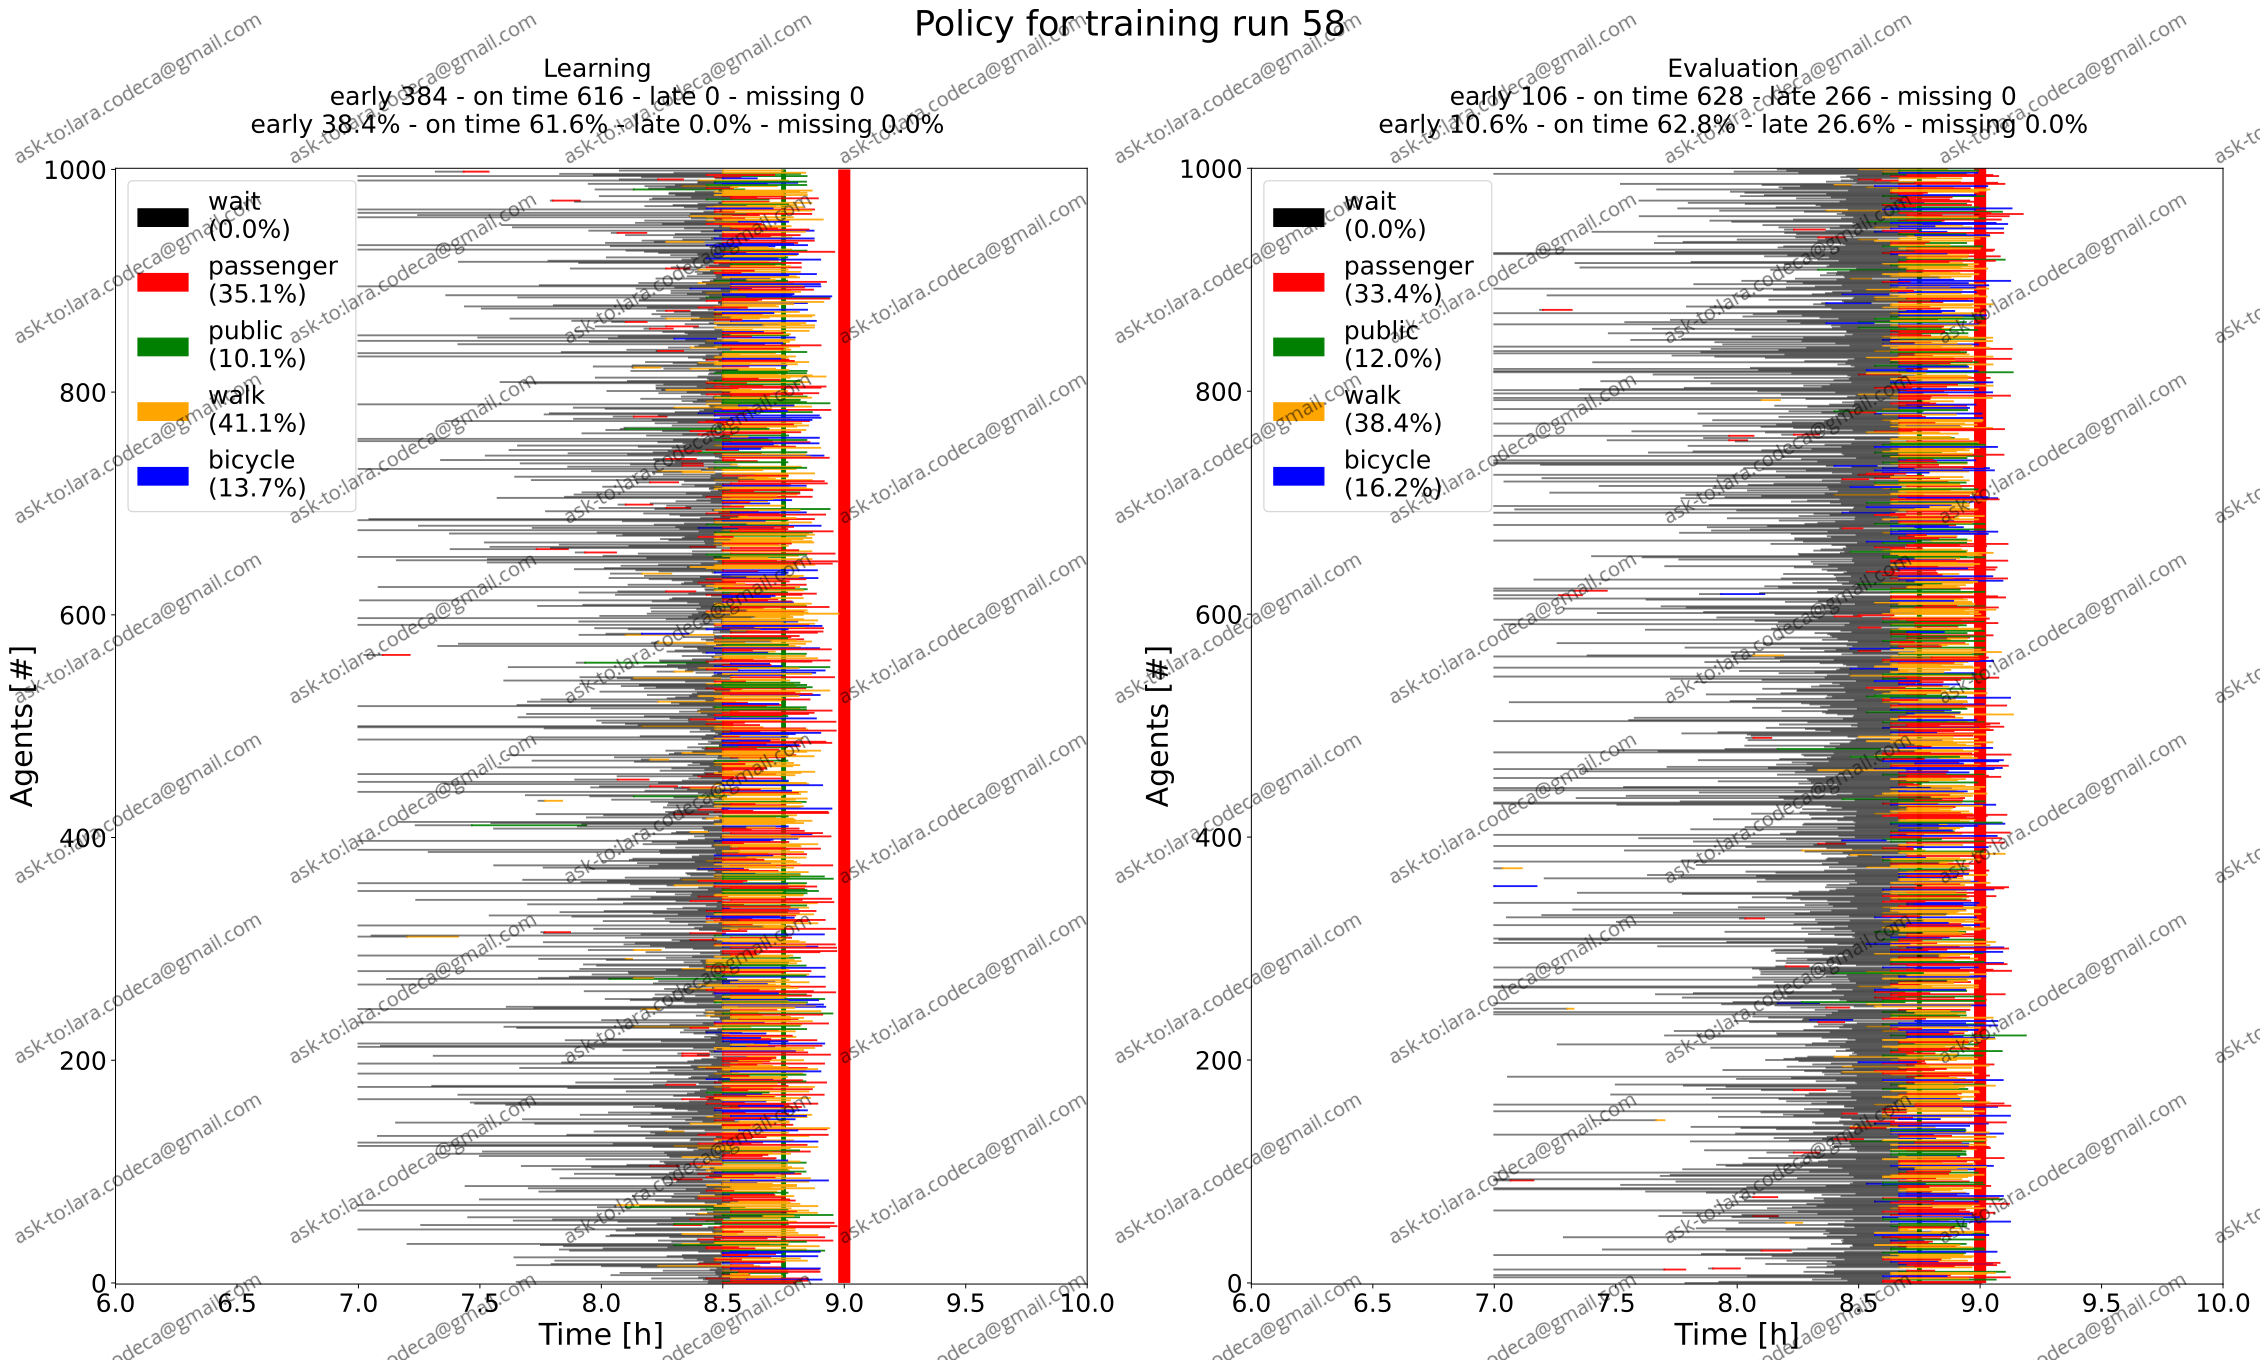 Policy for training run 58
Learning
early 384 - on time 616 - late 0 - missing 0
early 38.4% - on time 61.6% - late 0.0% - missing 0.0%
Evaluation
early 106 - on time 628 - late 266 - missing 0
early 10.6% - on time 62.8% - late 26.6% - missing 0.0%
wait
(0.0%)
passenger
(35.1%)
public
(10.1%)
walk
(41.1%)
bicycle
(13.7%)
Agents [#]
1000
800
600
400
200
0
6.0 6.5 7.0 7.5 8.0 8.5 9.0 9.5 10.0
Time [h]
wait
(0.0%)
passenger
(33.4%)
public
(12.0%)
walk
(38.4%)
bicycle
(16.2%)
Agents [#]
1000
800
600
400
200
0
6.0 6.5 7.0 7.5 8.0 8.5 9.0 9.5 10.0
Time [h]
ask-to:lara.codeca@gmail.com